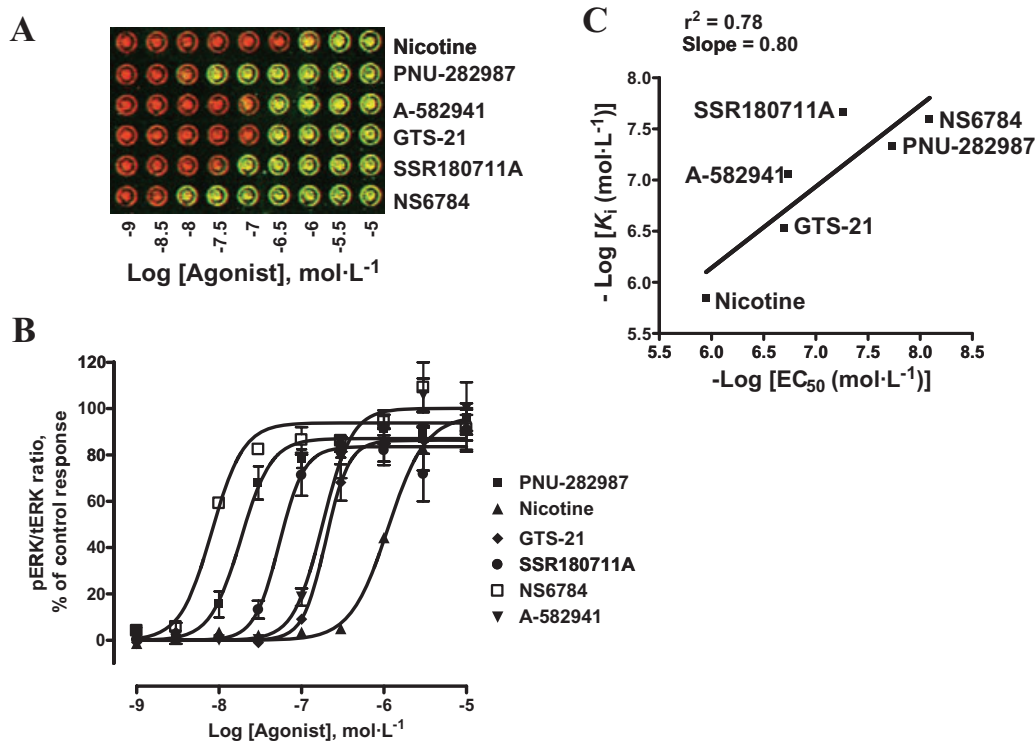 A
Nicotine
PNU-282987
A-582941
GTS-21
SSR180711A
NS6784
-9 -8.5 -8 -7.5 -7 -6.5 -6 -5.5 -5
Log [Agonist], mol·L⁻¹
B
pERK/tERK ratio,
% of control response
120
100
80
60
40
20
0
-9 -8 -7 -6 -5
Log [Agonist], mol·L⁻¹
PNU-282987
Nicotine
GTS-21
SSR180711A
NS6784
A-582941
C
r² = 0.78
Slope = 0.80
- Log [Kᵢ (mol·L⁻¹)]
8.0
7.5
7.0
6.5
6.0
5.5
SSR180711A
NS6784
PNU-282987
A-582941
GTS-21
Nicotine
5.5 6.0 6.5 7.0 7.5 8.0 8.5
-Log [EC₅₀ (mol·L⁻¹)]